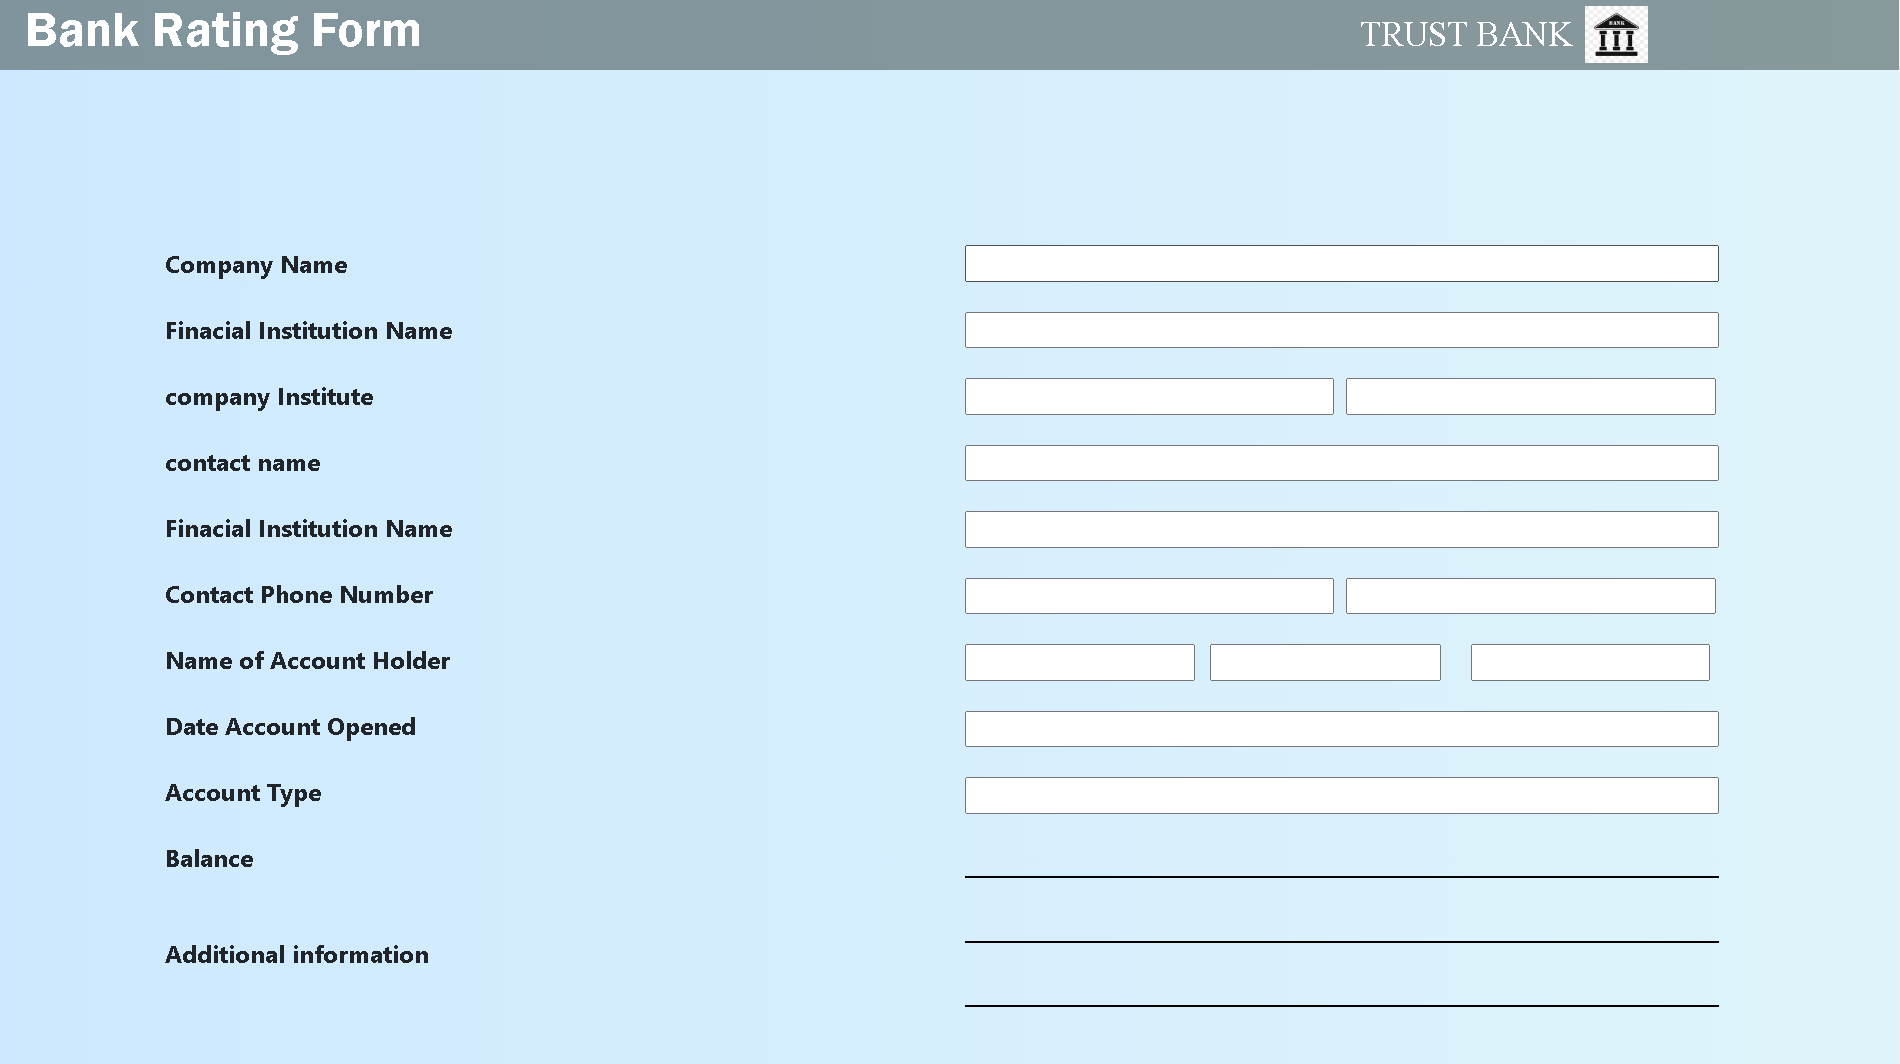 Bank Rating Form
TRUST BANK
BANK
Company Name
Finacial Institution Name
company Institute
contact name
Finacial Institution Name
Contact Phone Number
Name of Account Holder
Date Account Opened
Account Type
Balance
Additional information